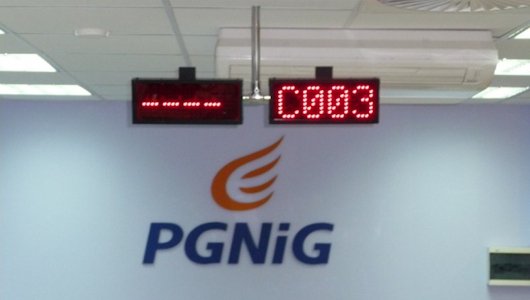 ---- C003
PGNiG